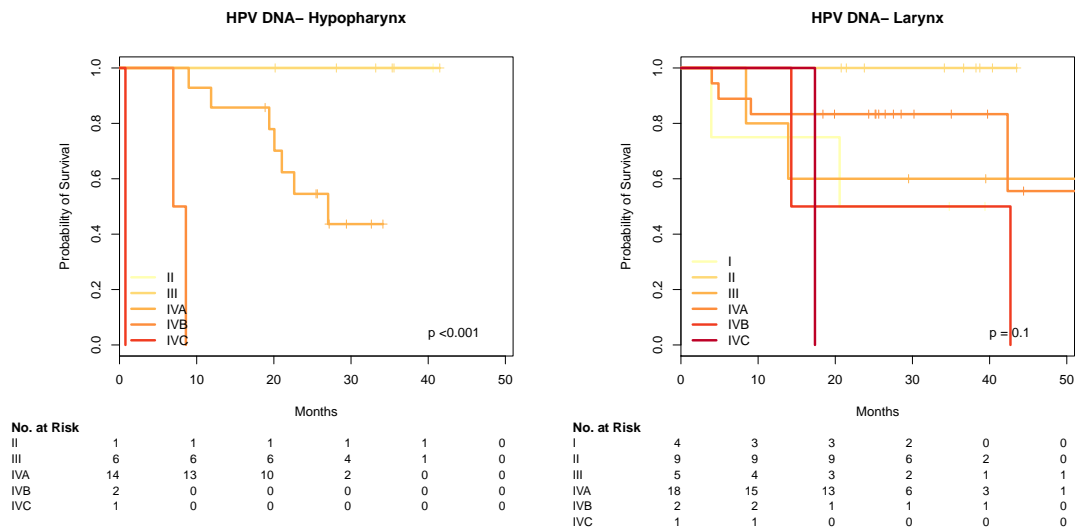 HPV DNA− Hypopharynx
Probability of Survival
1.0
0.8
0.6
0.4
0.2
0.0
II
III
IVA
IVB
IVC
p <0.001
0 10 20 30 40 50
Months
No. at Risk
II 1 1 1 1 1 0
III 6 6 6 4 1 0
IVA 14 13 10 2 0 0
IVB 2 0 0 0 0 0
IVC 1 0 0 0 0 0
HPV DNA− Larynx
Probability of Survival
1.0
0.8
0.6
0.4
0.2
0.0
I
II
III
IVA
IVB
IVC
p = 0.1
0 10 20 30 40 50
Months
No. at Risk
I 4 3 3 2 0 0
II 9 9 9 6 2 0
III 5 4 3 2 1 1
IVA 18 15 13 6 3 1
IVB 2 2 1 1 1 0
IVC 1 1 0 0 0 0